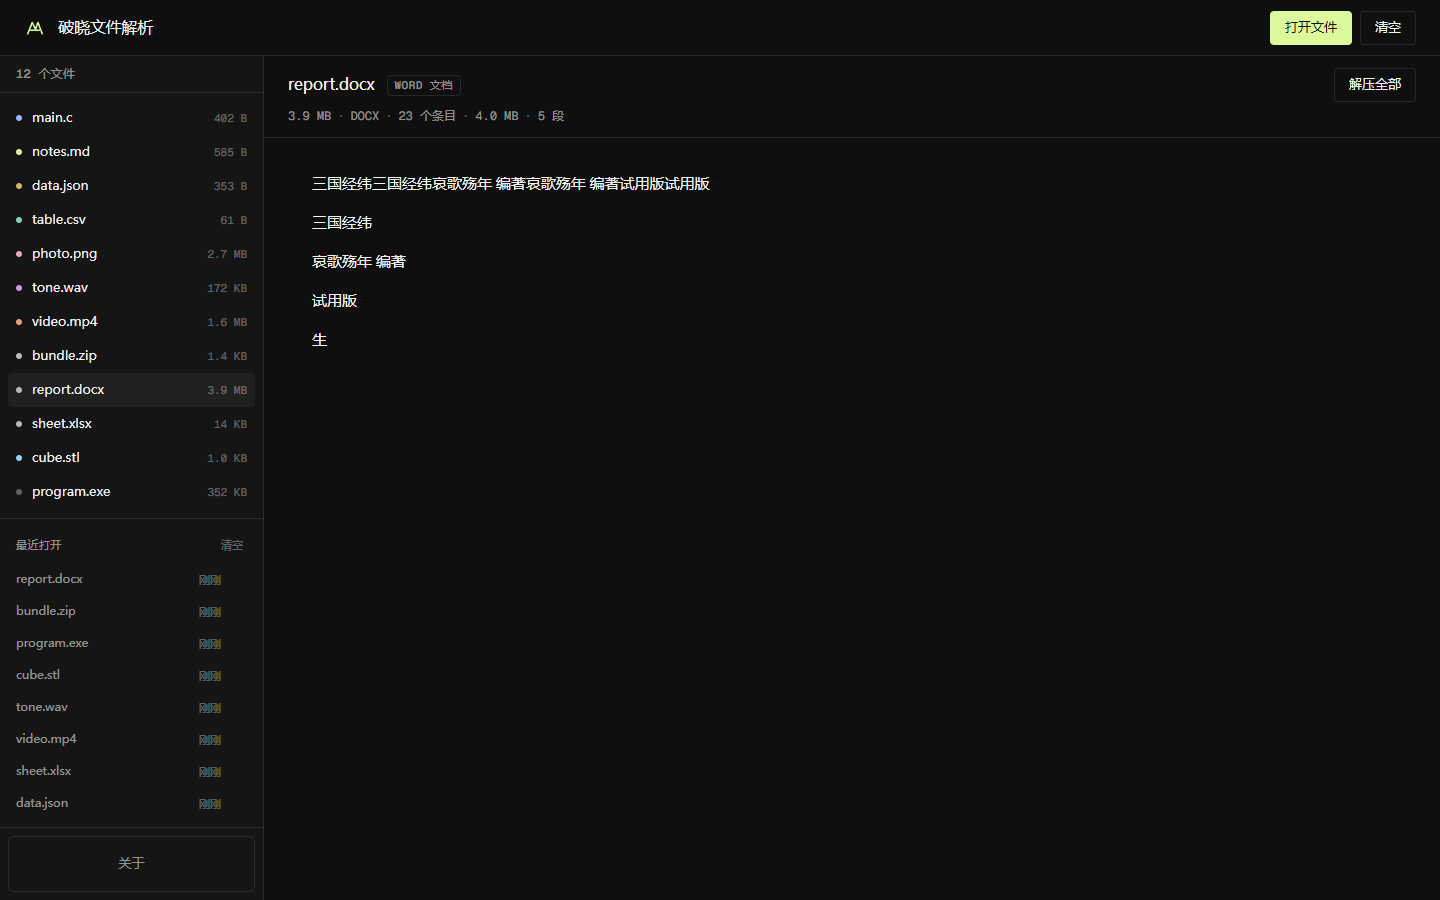 破晓文件解析
打开文件
清空
12 个文件
main.c 402 B
notes.md 585 B
data.json 353 B
table.csv 61 B
photo.png 2.7 MB
tone.wav 172 KB
video.mp4 1.6 MB
bundle.zip 1.4 KB
report.docx 3.9 MB
sheet.xlsx 14 KB
cube.stl 1.0 KB
program.exe 352 KB
最近打开 清空
report.docx 刚刚
bundle.zip 刚刚
program.exe 刚刚
cube.stl 刚刚
tone.wav 刚刚
video.mp4 刚刚
sheet.xlsx 刚刚
data.json 刚刚
关于
report.docx WORD 文档
解压全部
3.9 MB · DOCX · 23 个条目 · 4.0 MB · 5 段
三国经纬三国经纬哀歌殇年 编著哀歌殇年 编著试用版试用版
三国经纬
哀歌殇年 编著
试用版
生